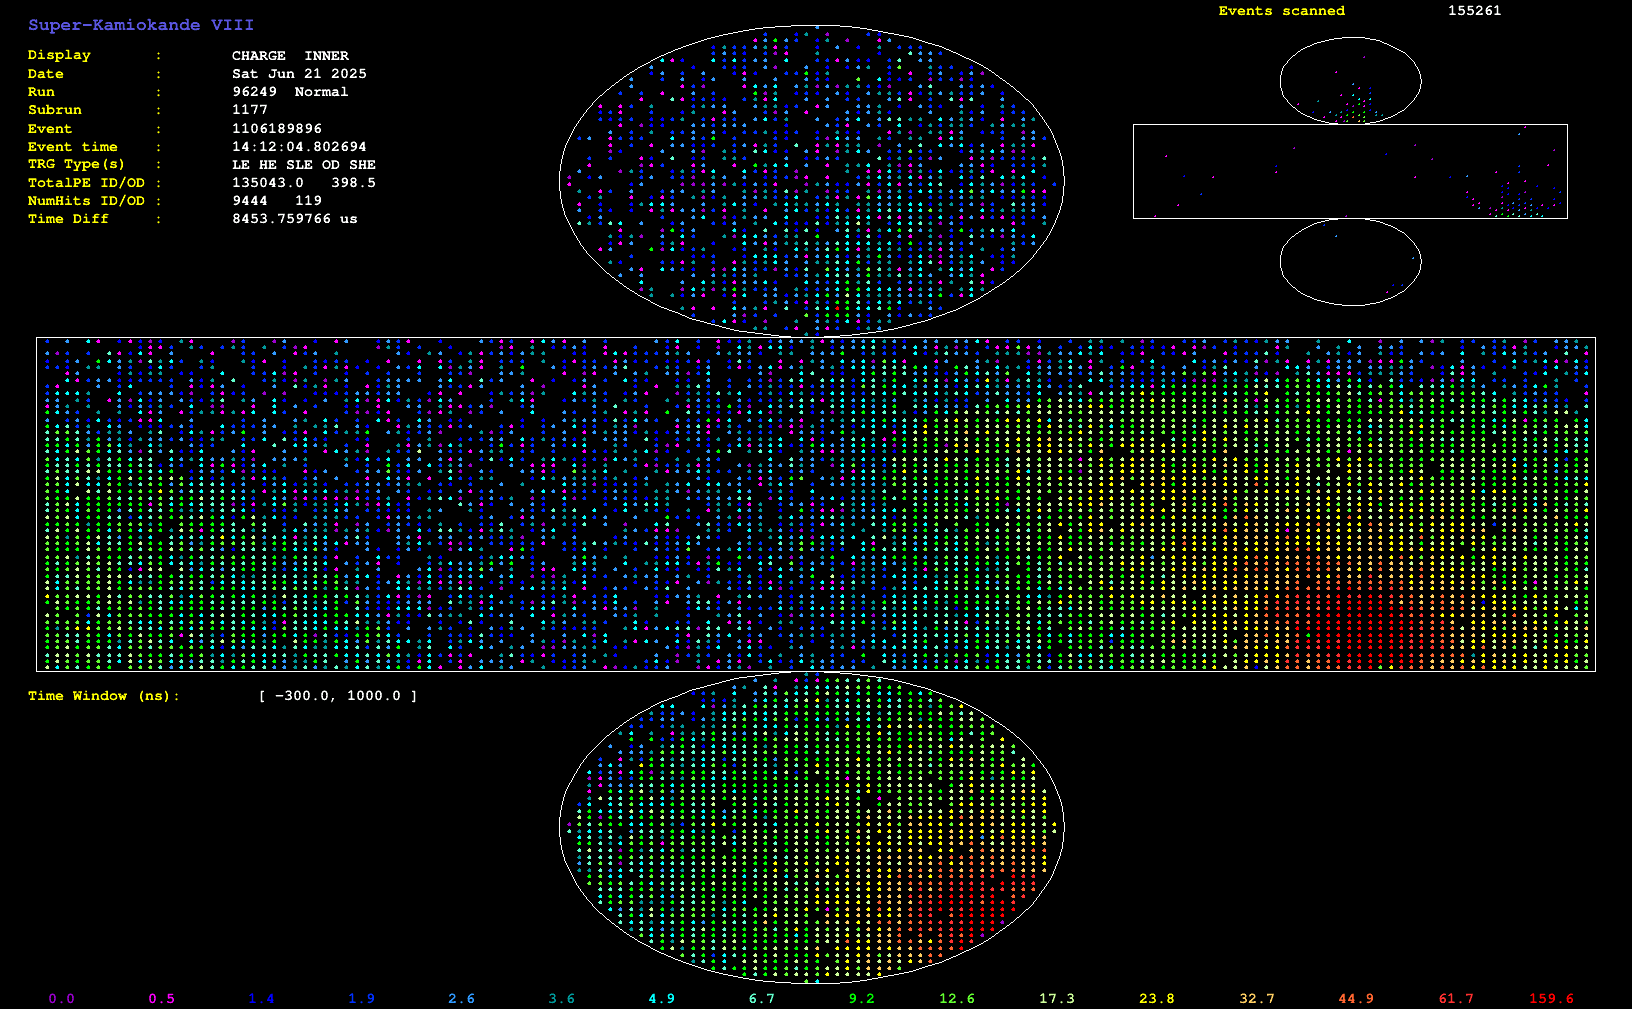 Super-Kamiokande VIII
Events scanned 155261
Display : CHARGE INNER
Date : Sat Jun 21 2025
Run : 96249 Normal
Subrun : 1177
Event : 1106189896
Event time : 14:12:04.802694
TRG Type(s) : LE HE SLE OD SHE
TotalPE ID/OD : 135043.0 398.5
NumHits ID/OD : 9444 119
Time Diff : 8453.759766 us
Time Window (ns): [ -300.0, 1000.0 ]
0.0 0.5 1.4 1.9 2.6 3.6 4.9 6.7 9.2 12.6 17.3 23.8 32.7 44.9 61.7 159.6